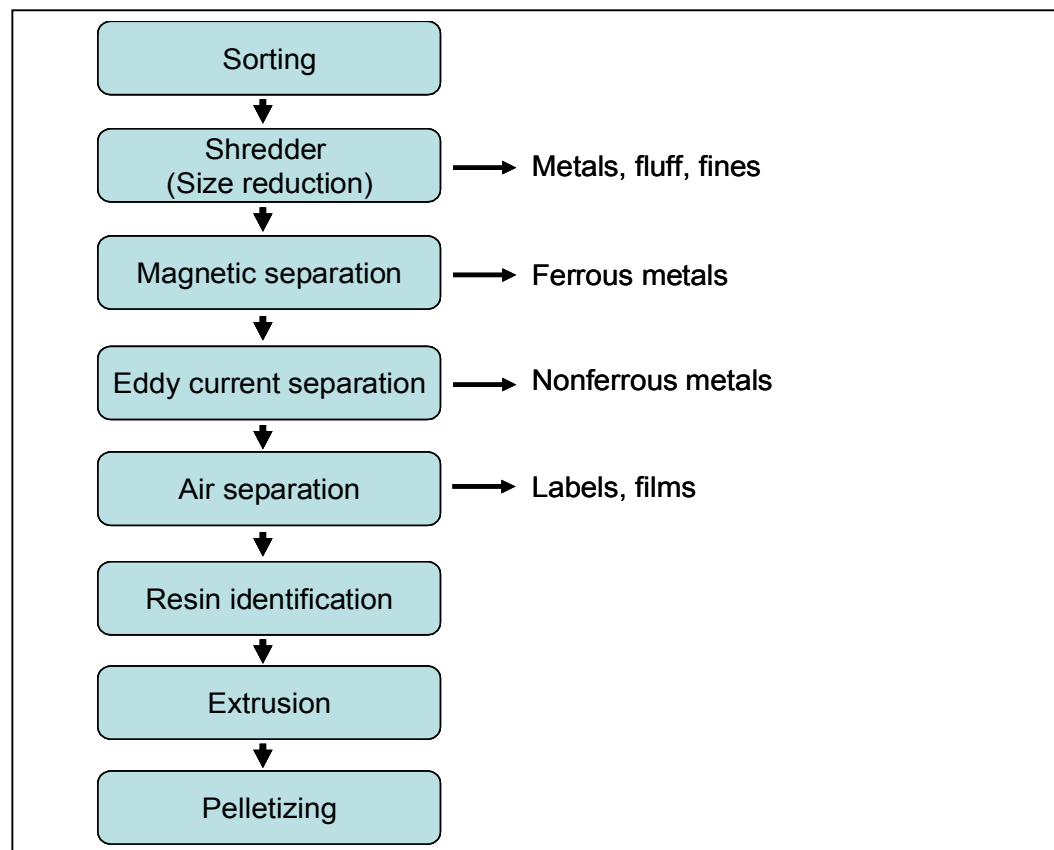 Sorting
Shredder
(Size reduction)
Metals, fluff, fines
Magnetic separation
Ferrous metals
Eddy current separation
Nonferrous metals
Air separation
Labels, films
Resin identification
Extrusion
Pelletizing